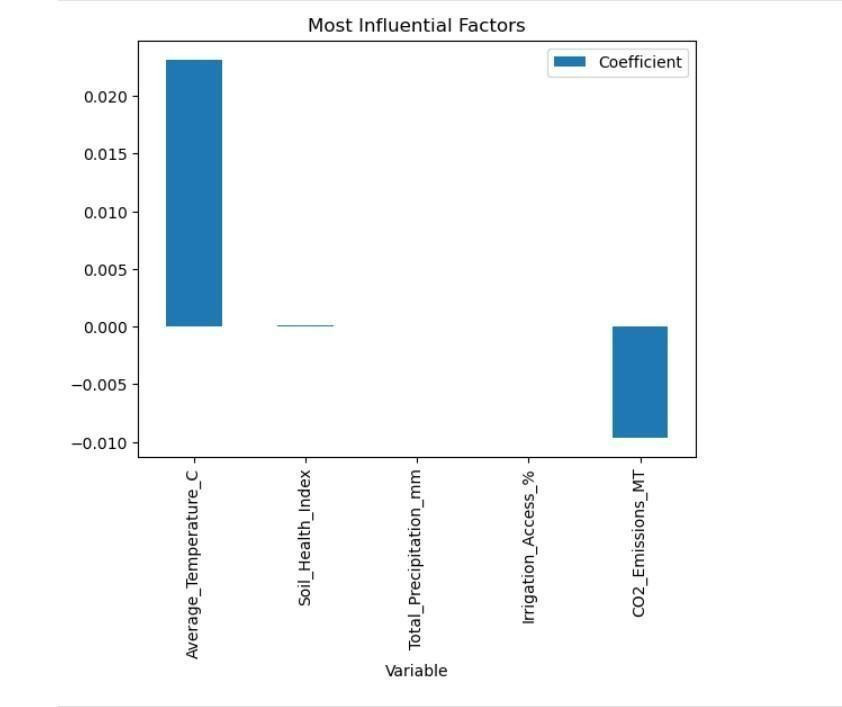 Most Influential Factors
Coefficient
0.020
0.015
0.010
0.005
0.000
−0.005
−0.010
Average_Temperature_C
Soil_Health_Index
Total_Precipitation_mm
Irrigation_Access_%
CO2_Emissions_MT
Variable